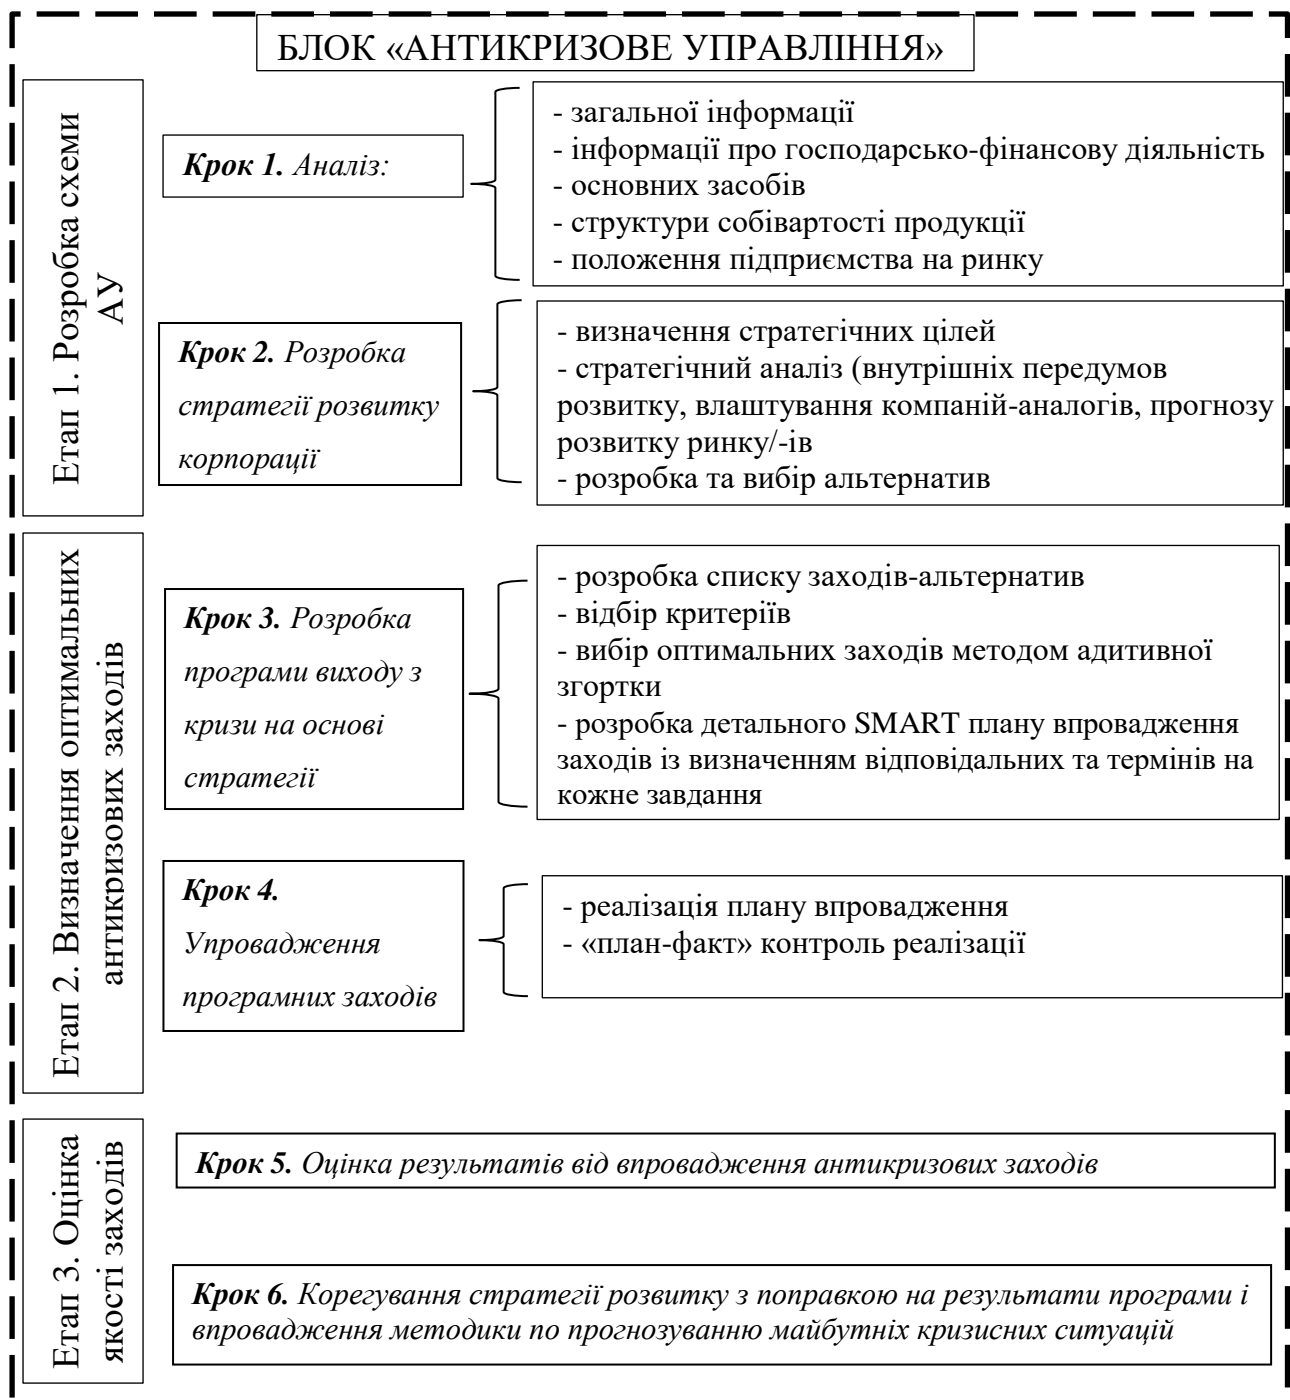 БЛОК «АНТИКРИЗОВЕ УПРАВЛІННЯ»
Етап 1. Розробка схеми
АУ
Крок 1. Аналіз:
- загальної інформації
- інформації про господарсько-фінансову діяльність
- основних засобів
- структури собівартості продукції
- положення підприємства на ринку
Крок 2. Розробка
стратегії розвитку
корпорації
- визначення стратегічних цілей
- стратегічний аналіз (внутрішніх передумов
розвитку, влаштування компаній-аналогів, прогнозу
розвитку ринку/-ів
- розробка та вибір альтернатив
Етап 2. Визначення оптимальних
антикризових заходів
Крок 3. Розробка
програми виходу з
кризи на основі
стратегії
- розробка списку заходів-альтернатив
- відбір критеріїв
- вибір оптимальних заходів методом адитивної
згортки
- розробка детального SMART плану впровадження
заходів із визначенням відповідальних та термінів на
кожне завдання
Крок 4.
Упровадження
програмних заходів
- реалізація плану впровадження
- «план-факт» контроль реалізації
Етап 3. Оцінка
якості заходів
Крок 5. Оцінка результатів від впровадження антикризових заходів
Крок 6. Корегування стратегії розвитку з поправкою на результати програми і
впровадження методики по прогнозуванню майбутніх кризисних ситуацій